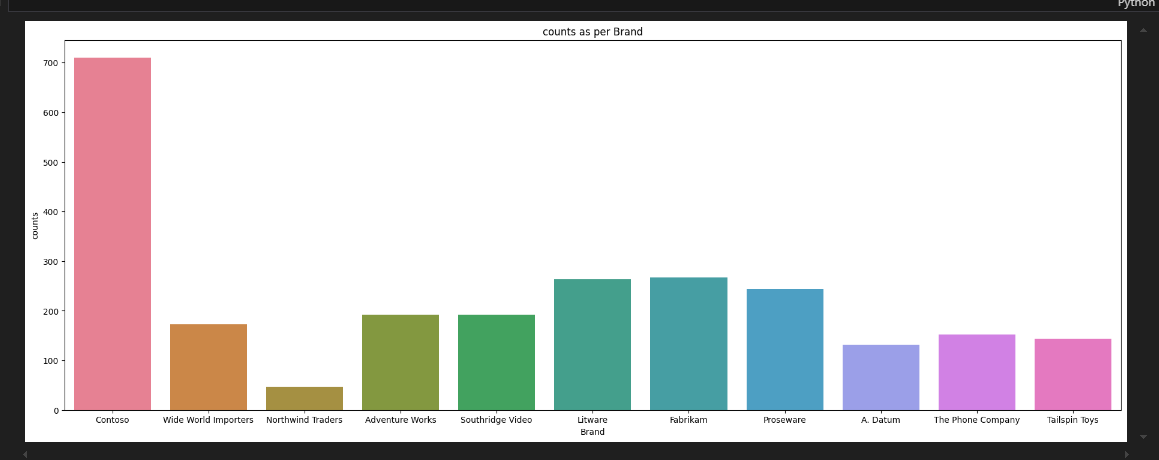 Python
counts as per Brand
700
600
500
400
300
200
100
0
counts
Contoso Wide World Importers Northwind Traders Adventure Works Southridge Video Litware Fabrikam Proseware A. Datum The Phone Company Tailspin Toys
Brand